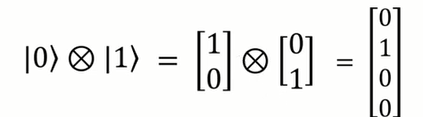 |0⟩ ⊗ |1⟩ = [1 0] ⊗ [0 1] = [0 1 0 0]